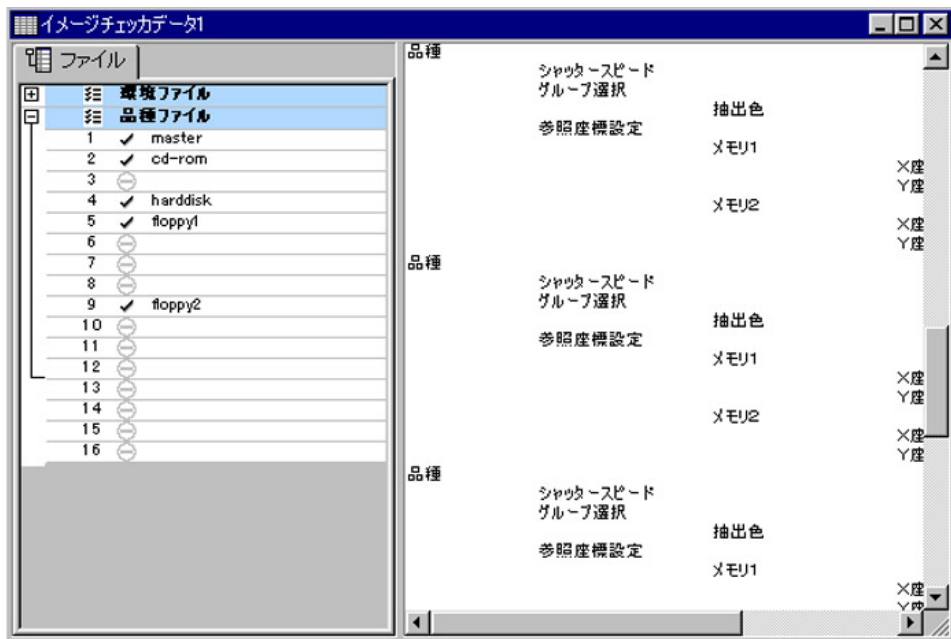 イメージチェッカデータ1
ファイル
環境ファイル
品種ファイル
1 master
2 cd-rom
3
4 harddisk
5 floppy1
6
7
8
9 floppy2
10
11
12
13
14
15
16
品種
シャッタースピード
グループ選択
抽出色
参照座標設定
メモリ1
X座
Y座
メモリ2
X座
Y座
品種
シャッタースピード
グループ選択
抽出色
参照座標設定
メモリ1
X座
Y座
メモリ2
X座
Y座
品種
シャッタースピード
グループ選択
抽出色
参照座標設定
メモリ1
X座
Y座